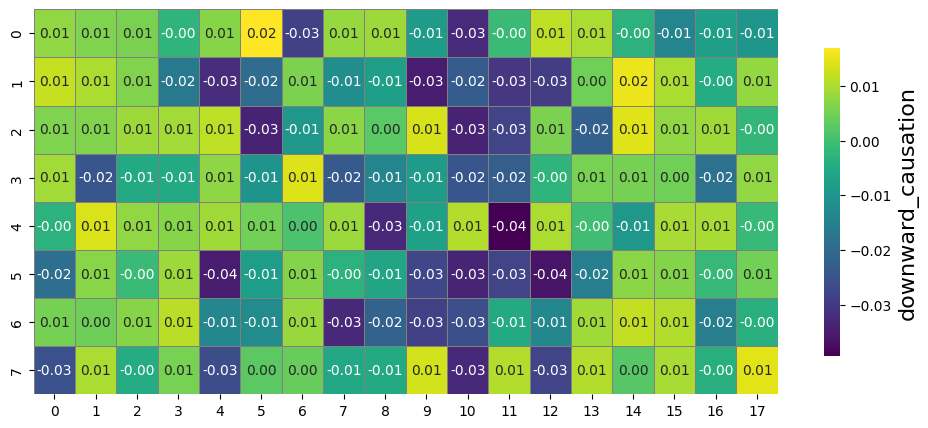 0 0.01 0.01 0.01 -0.00 0.01 0.02 -0.03 0.01 0.01 -0.01 -0.03 -0.00 0.01 0.01 -0.00 -0.01 -0.01 -0.01
1 0.01 0.01 0.01 -0.02 -0.03 -0.02 0.01 -0.01 -0.01 -0.03 -0.02 -0.03 -0.03 0.00 0.02 0.01 -0.00 0.01
2 0.01 0.01 0.01 0.01 0.01 -0.03 -0.01 0.01 0.00 0.01 -0.03 -0.03 0.01 -0.02 0.01 0.01 0.01 -0.00
3 0.01 -0.02 -0.01 -0.01 0.01 -0.01 0.01 -0.02 -0.01 -0.01 -0.02 -0.02 -0.00 0.01 0.01 0.00 -0.02 0.01
4 -0.00 0.01 0.01 0.01 0.01 0.01 0.00 0.01 -0.03 -0.01 0.01 -0.04 0.01 -0.00 -0.01 0.01 0.01 -0.00
5 -0.02 0.01 -0.00 0.01 -0.04 -0.01 0.01 -0.00 -0.01 -0.03 -0.03 -0.03 -0.04 -0.02 0.01 0.01 -0.00 0.01
6 0.01 0.00 0.01 0.01 -0.01 -0.01 0.01 -0.03 -0.02 -0.03 -0.03 -0.01 -0.01 0.01 0.01 0.01 -0.02 -0.00
7 -0.03 0.01 -0.00 0.01 -0.03 0.00 0.00 -0.01 -0.01 0.01 -0.03 0.01 -0.03 0.01 0.00 0.01 -0.00 0.01
0 1 2 3 4 5 6 7 8 9 10 11 12 13 14 15 16 17
0.01
0.00
−0.01
−0.02
−0.03
downward_causation